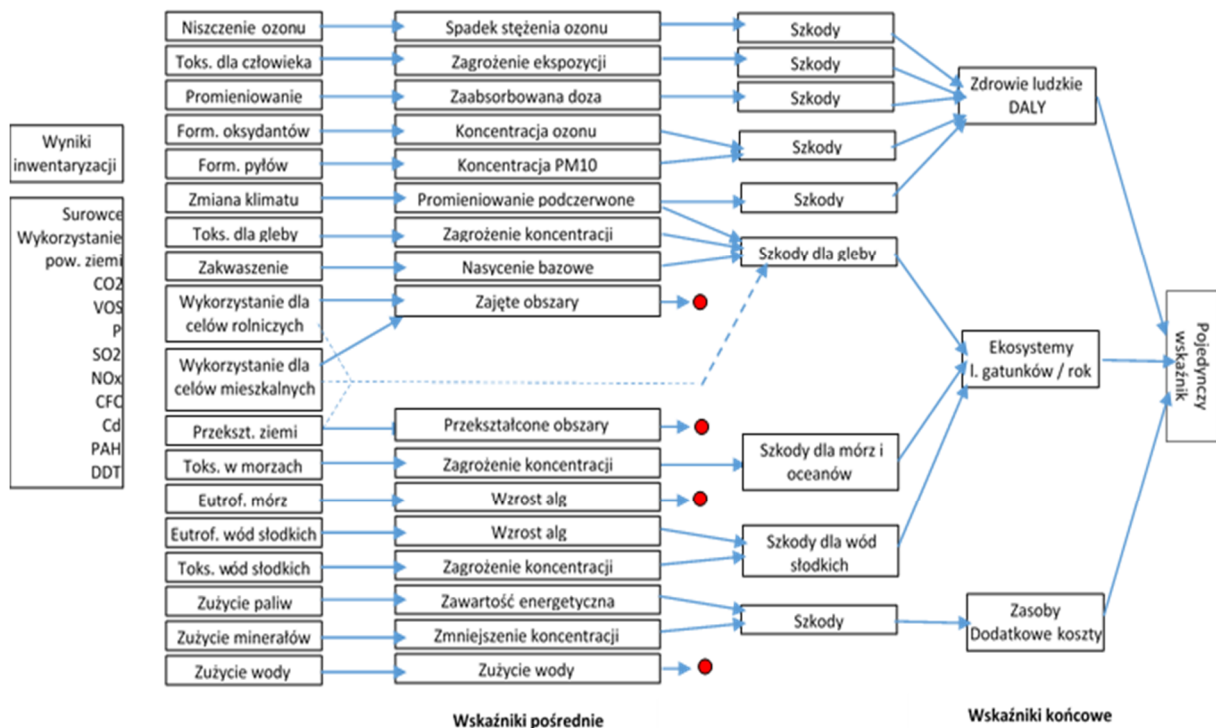 Wyniki
inwentaryzacji
Surowce
Wykorzystanie
pow. ziemi
CO2
VOS
P
SO2
NOx
CFC
Cd
PAH
DDT
Niszczenie ozonu
Toks. dla człowieka
Promieniowanie
Form. oksydantów
Form. pyłów
Zmiana klimatu
Toks. dla gleby
Zakwaszenie
Wykorzystanie dla
celów rolniczych
Wykorzystanie dla
celów mieszkalnych
Przekszt. ziemi
Toks. w morzach
Eutrof. mórz
Eutrof. wód słodkich
Toks. wód słodkich
Zużycie paliw
Zużycie minerałów
Zużycie wody
Spadek stężenia ozonu
Zagrożenie ekspozycji
Zaabsorbowana doza
Koncentracja ozonu
Koncentracja PM10
Promieniowanie podczerwone
Zagrożenie koncentracji
Nasycenie bazowe
Zajęte obszary
Przekształcone obszary
Zagrożenie koncentracji
Wzrost alg
Wzrost alg
Zagrożenie koncentracji
Zawartość energetyczna
Zmniejszenie koncentracji
Zużycie wody
Wskaźniki pośrednie
Szkody
Szkody
Szkody
Szkody
Szkody
Szkody dla gleby
Szkody dla mórz i
oceanów
Szkody dla wód
słodkich
Szkody
Zdrowie ludzkie
DALY
Ekosystemy
l. gatunków / rok
Zasoby
Dodatkowe koszty
Wskaźniki końcowe
Pojedynczy
wskaźnik